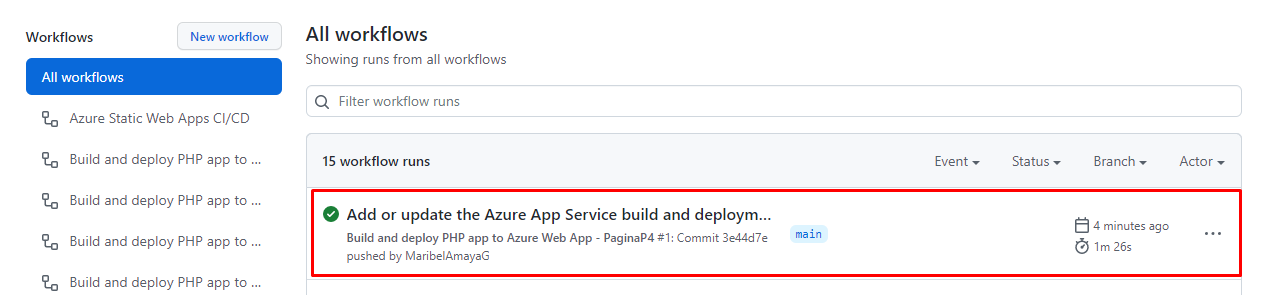 Workflows
New workflow
All workflows
Azure Static Web Apps CI/CD
Build and deploy PHP app to ...
Build and deploy PHP app to ...
Build and deploy PHP app to ...
Build and deploy PHP app to ...
All workflows
Showing runs from all workflows
Filter workflow runs
15 workflow runs
Event
Status
Branch
Actor
Add or update the Azure App Service build and deploym...
Build and deploy PHP app to Azure Web App - PaginaP4 #1: Commit 3e44d7e
pushed by MaribelAmayaG
main
4 minutes ago
1m 26s